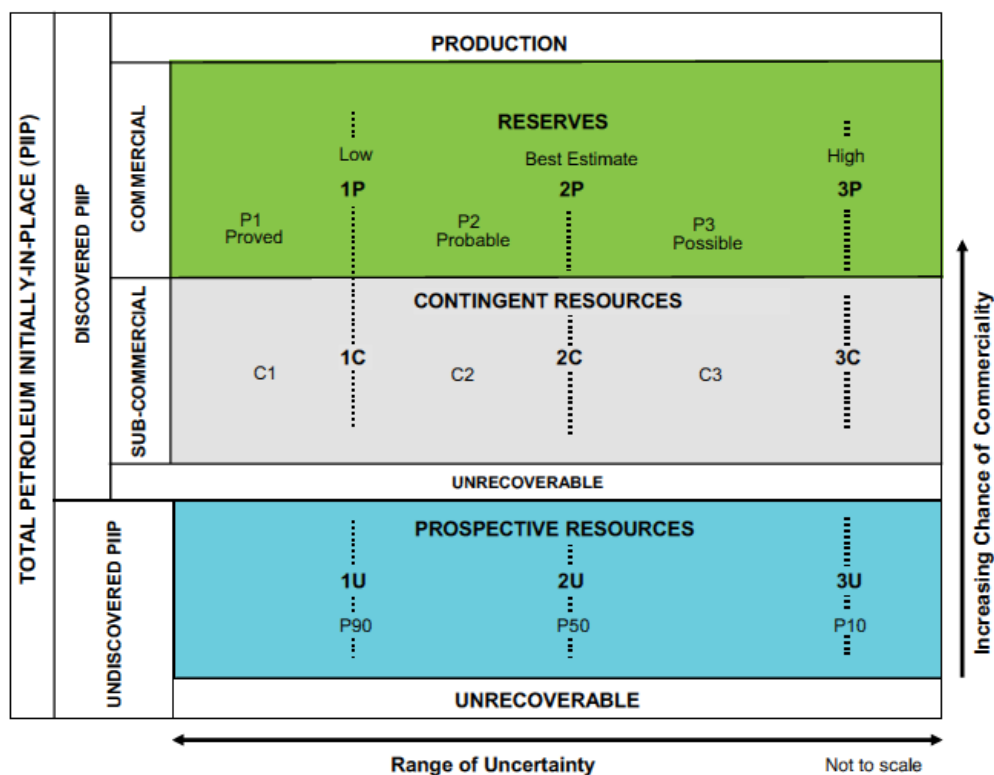 TOTAL PETROLEUM INITIALLY-IN-PLACE (PIIP)
DISCOVERED PIIP
UNDISCOVERED PIIP
COMMERCIAL
SUB-COMMERCIAL
PRODUCTION
RESERVES
Low
Best Estimate
High
1P
2P
3P
P1
Proved
P2
Probable
P3
Possible
CONTINGENT RESOURCES
1C
2C
3C
C1
C2
C3
UNRECOVERABLE
PROSPECTIVE RESOURCES
1U
2U
3U
P90
P50
P10
UNRECOVERABLE
Increasing Chance of Commerciality
Range of Uncertainty
Not to scale